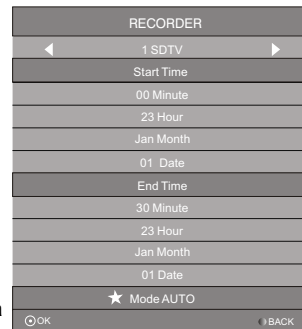 RECORDER
1 SDTV
Start Time
00 Minute
23 Hour
Jan Month
01 Date
End Time
30 Minute
23 Hour
Jan Month
01 Date
Mode AUTO
OK BACK